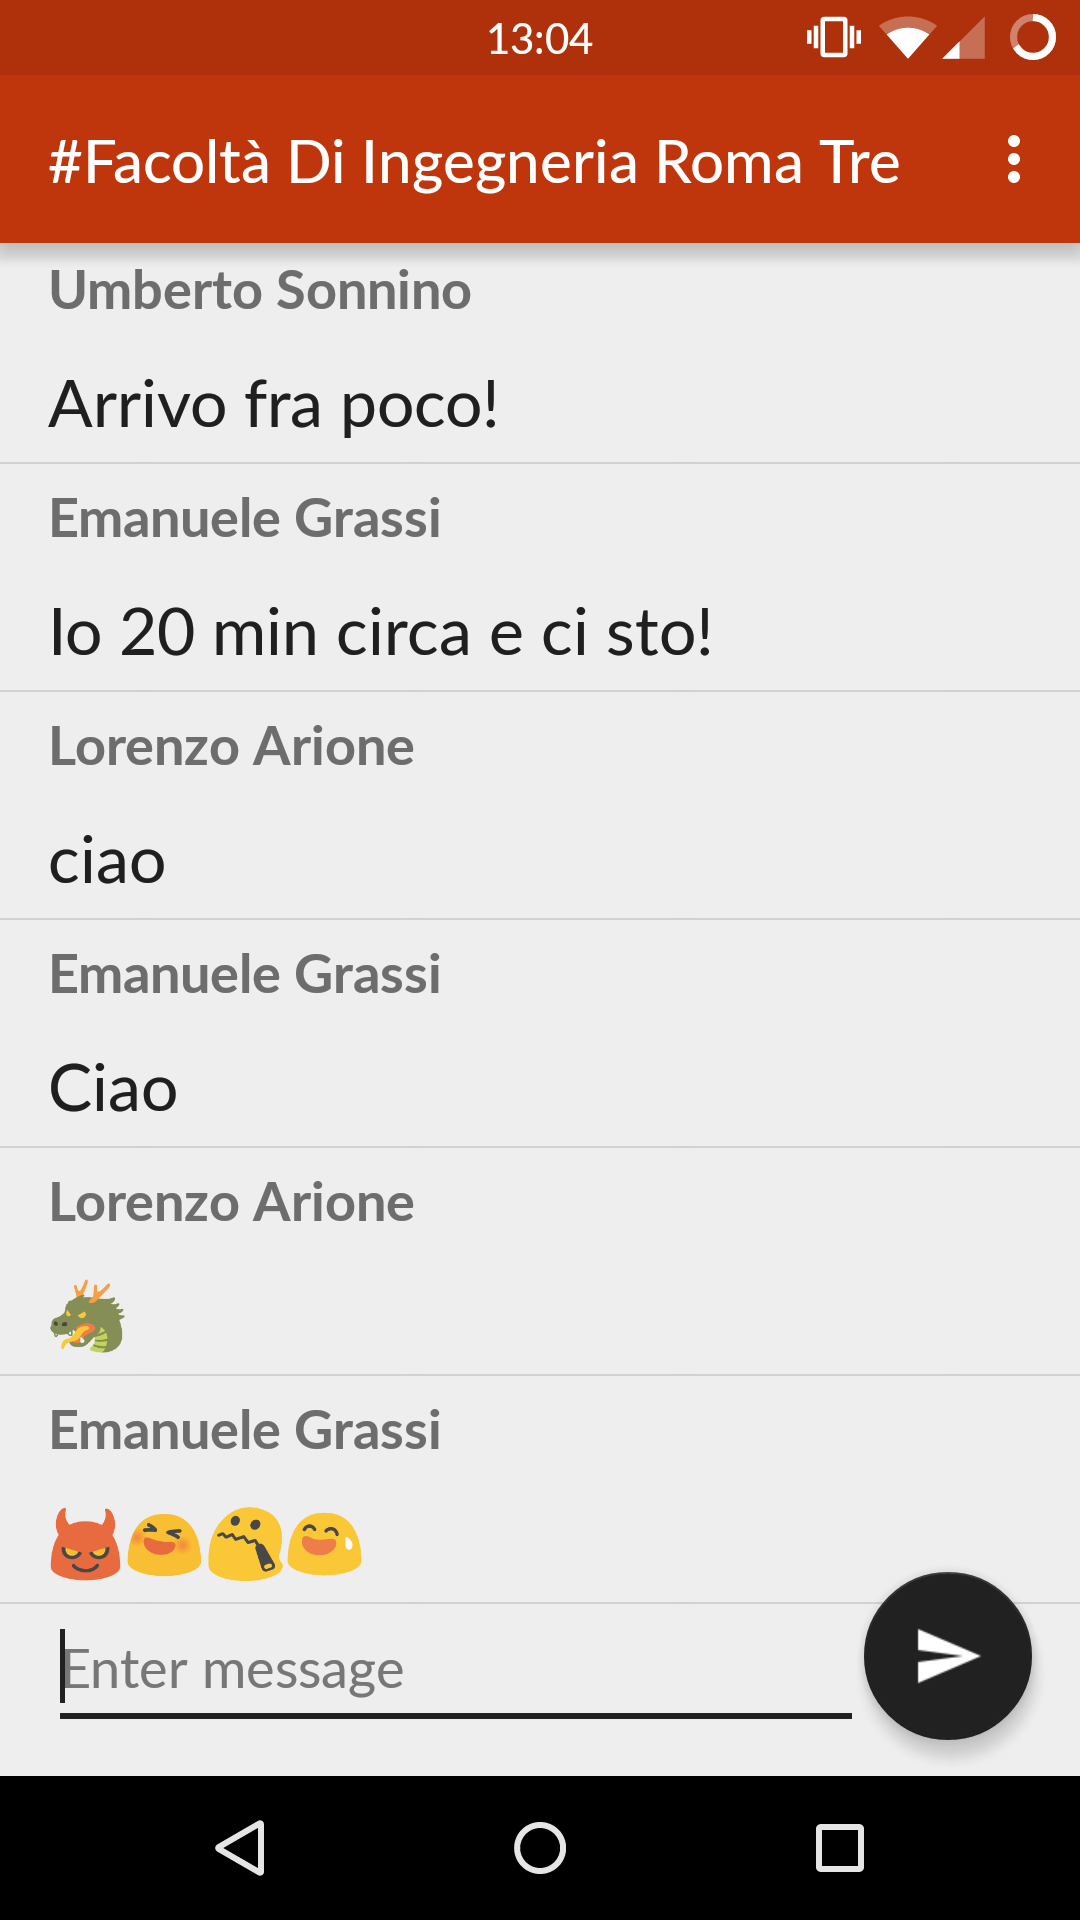 13:04
#Facoltà Di Ingegneria Roma Tre
Umberto Sonnino
Arrivo fra poco!
Emanuele Grassi
Io 20 min circa e ci sto!
Lorenzo Arione
ciao
Emanuele Grassi
Ciao
Lorenzo Arione
Emanuele Grassi
Enter message